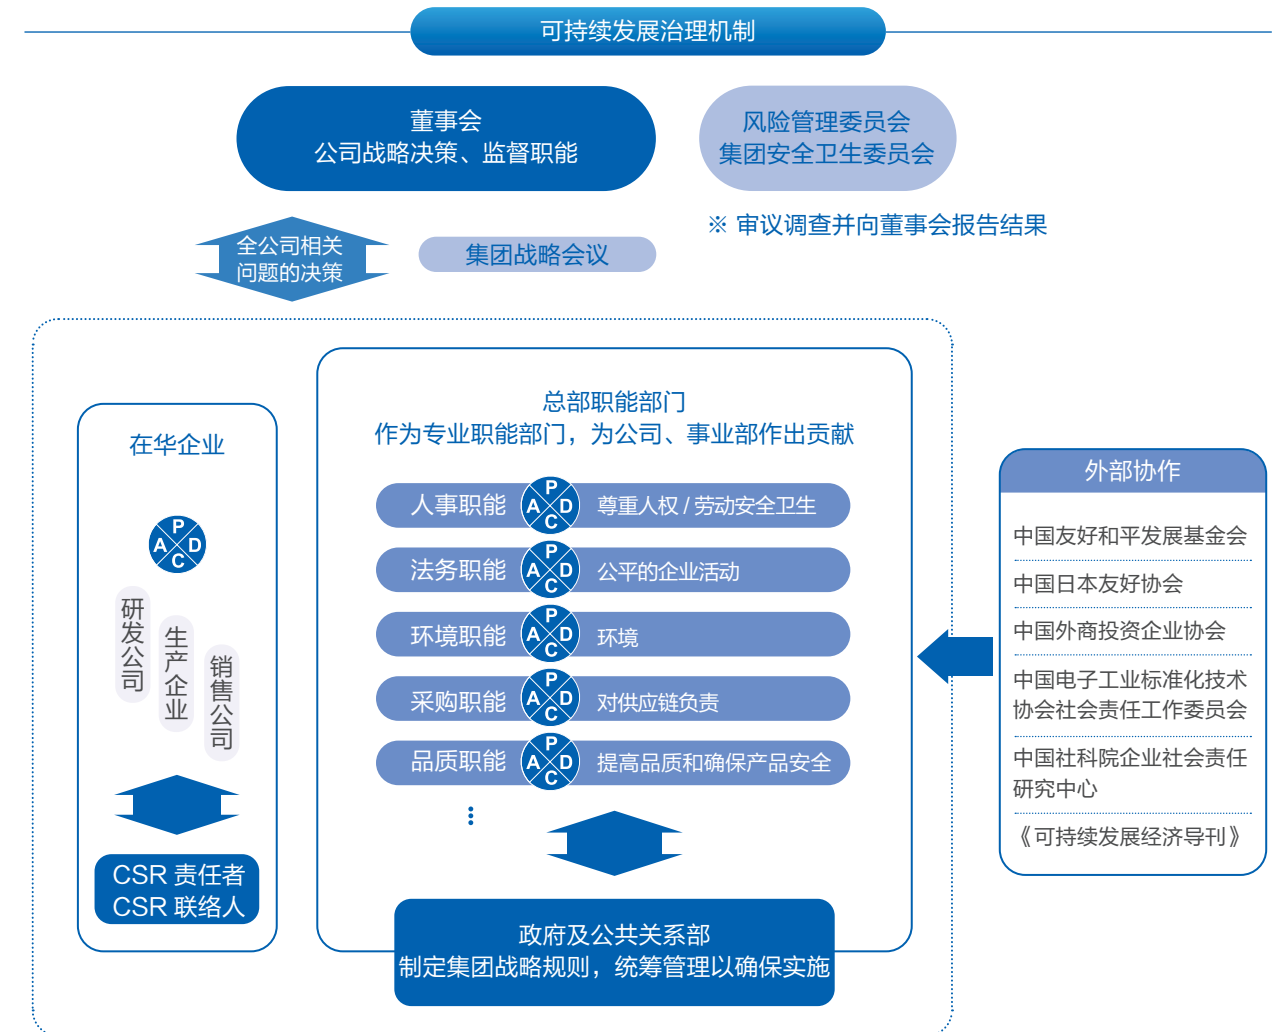 可持续发展治理机制
董事会
公司战略决策、监督职能
风险管理委员会
集团安全卫生委员会
※ 审议调查并向董事会报告结果
全公司相关
问题的决策
集团战略会议
在华企业
P
A D
C
研发公司
生产企业
销售公司
CSR 责任者
CSR 联络人
总部职能部门
作为专业职能部门，为公司、事业部作出贡献
人事职能
P
A D
C
尊重人权 / 劳动安全卫生
法务职能
P
A D
C
公平的企业活动
环境职能
P
A D
C
环境
采购职能
P
A D
C
对供应链负责
品质职能
P
A D
C
提高品质和确保产品安全
政府及公共关系部
制定集团战略规则，统筹管理以确保实施
外部协作
中国友好和平发展基金会
中国日本友好协会
中国外商投资企业协会
中国电子工业标准化技术
协会社会责任工作委员会
中国社科院企业社会责任
研究中心
《可持续发展经济导刊》